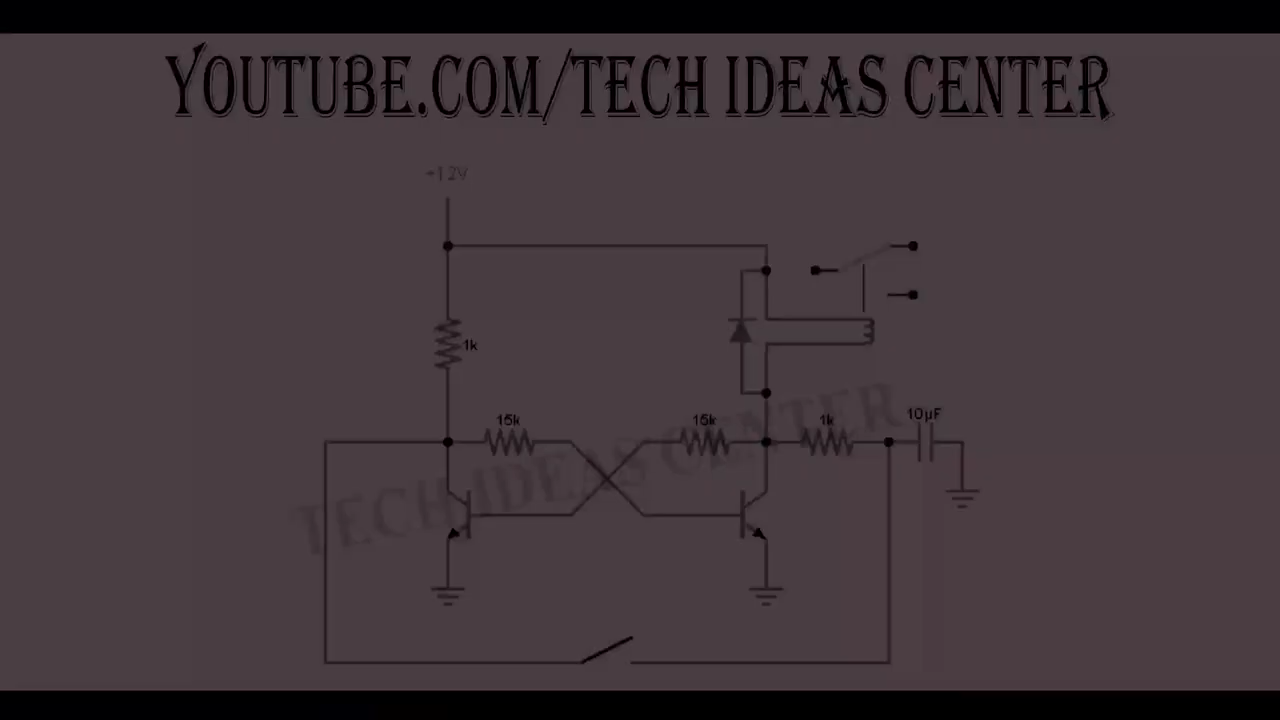 YOUTUBE.COM/TECH IDEAS CENTER
+12V
1k
15k
15k
1k
10µF
TECH IDEAS CENTER